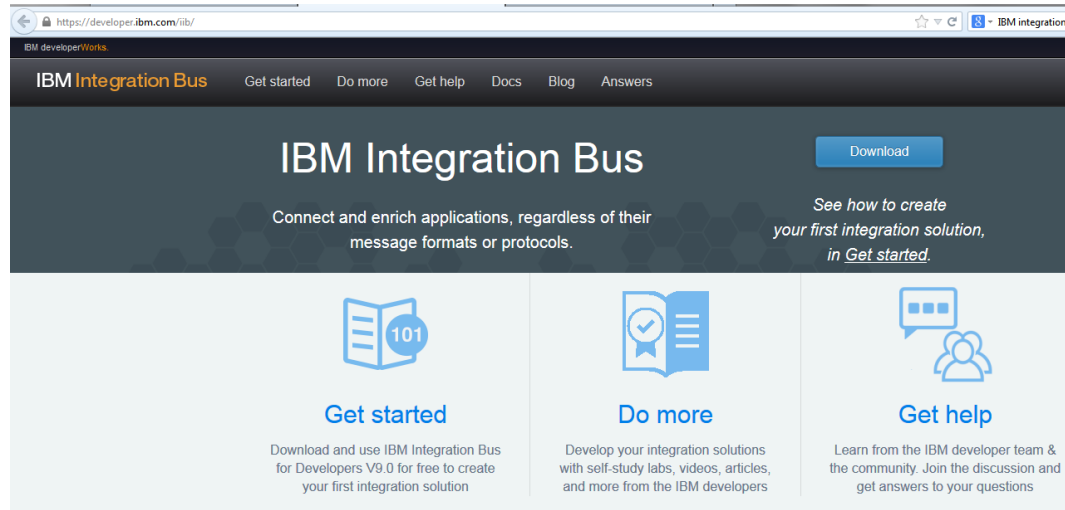 https://developer.ibm.com/iib/
8 IBM integration
IBM developerWorks.
IBM Integration Bus Get started Do more Get help Docs Blog Answers
IBM Integration Bus
Download
Connect and enrich applications, regardless of their
message formats or protocols.
See how to create
your first integration solution,
in Get started.
101
Get started
Download and use IBM Integration Bus
for Developers V9.0 for free to create
your first integration solution
Do more
Develop your integration solutions
with self-study labs, videos, articles,
and more from the IBM developers
Get help
Learn from the IBM developer team &
the community. Join the discussion and
get answers to your questions